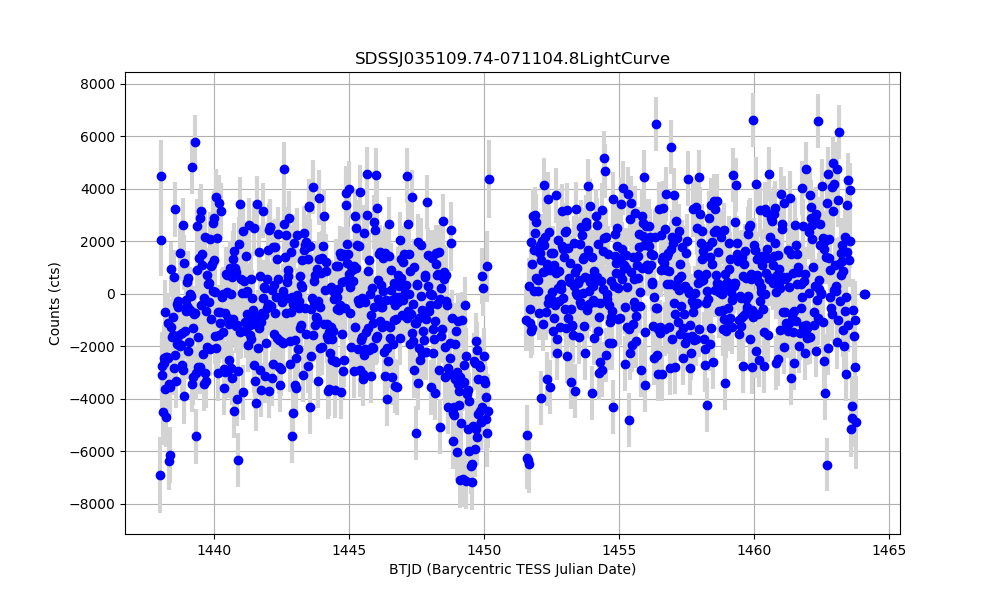 SDSSJ035109.74-071104.8LightCurve
8000
6000
4000
2000
0
−2000
−4000
−6000
−8000
Counts (cts)
1440 1445 1450 1455 1460 1465
BTJD (Barycentric TESS Julian Date)